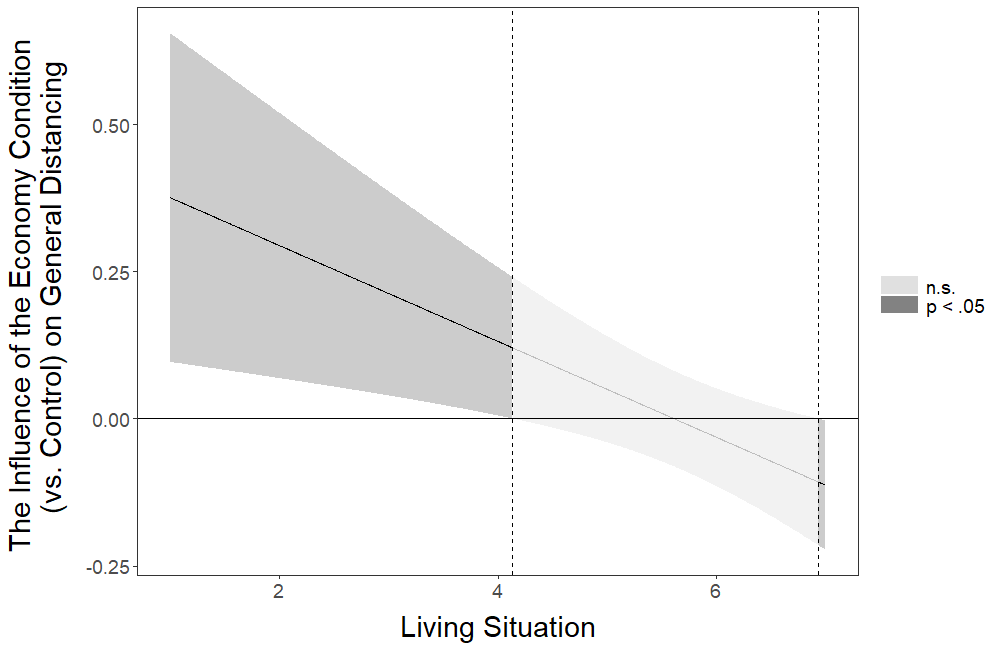 The Influence of the Economy Condition
(vs. Control) on General Distancing
0.50
0.25
0.00
-0.25
2
4
6
Living Situation
n.s.
p < .05